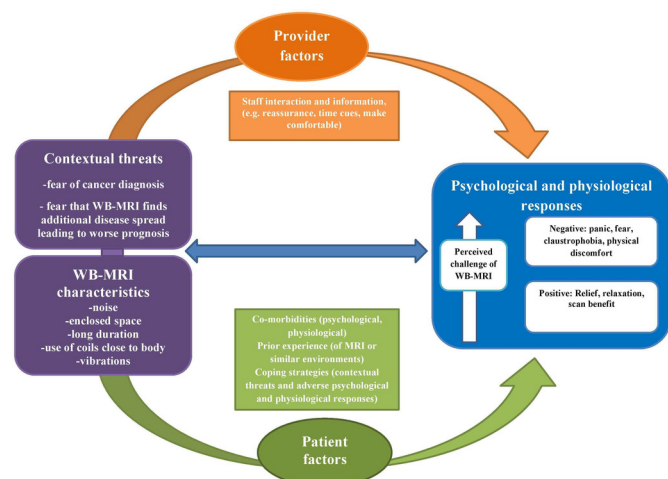 Provider
factors
Staff interaction and information,
(e.g. reassurance, time cues, make
comfortable)
Contextual threats
-fear of cancer diagnosis
- fear that WB-MRI finds
additional disease spread
leading to worse prognosis
WB-MRI
characteristics
-noise
-enclosed space
-long duration
-use of coils close to body
-vibrations
Psychological and physiological
responses
Perceived
challenge of
WB-MRI
Negative: panic, fear,
claustrophobia, physical
discomfort
Positive: Relief, relaxation,
scan benefit
Co-morbidities (psychological,
physiological)
Prior experience (of MRI or
similar environments)
Coping strategies (contextual
threats and adverse psychological
and physiological responses)
Patient
factors